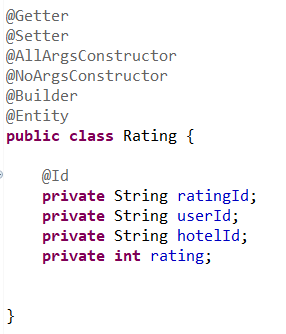 @Getter
@Setter
@AllArgsConstructor
@NoArgsConstructor
@Builder
@Entity
public class Rating {
@Id
private String ratingId;
private String userId;
private String hotelId;
private int rating;
}